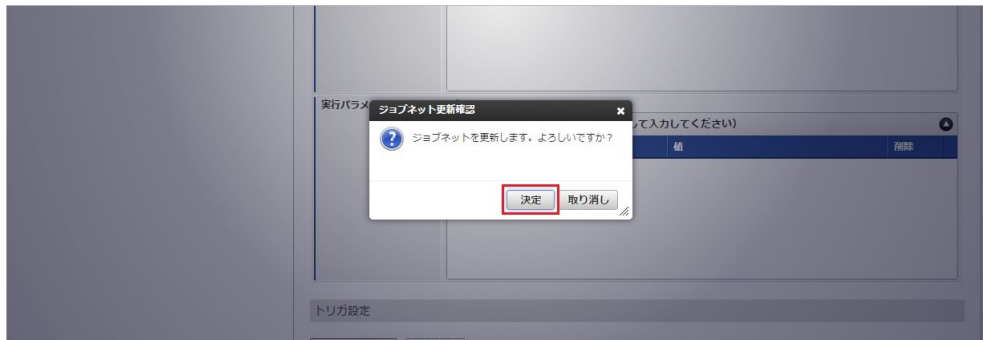 実行パラメ
ジョブネット更新確認
して入力してください)
ジョブネットを更新します。よろしいですか？
値
削除
決定
取り消し
トリガ設定